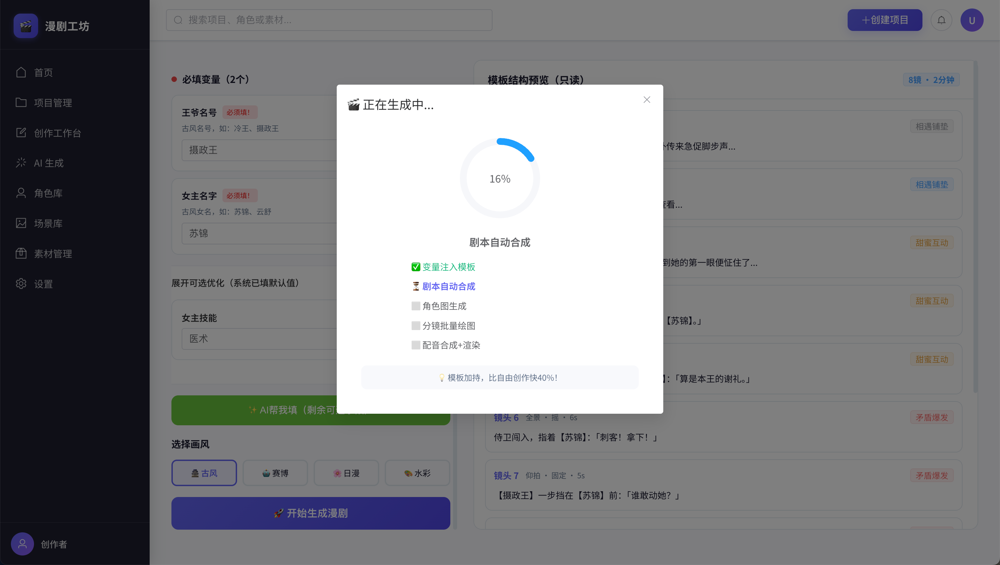 漫剧工坊
首页
项目管理
创作工作台
AI 生成
角色库
场景库
素材管理
设置
创作者
搜索项目、角色或素材...
创建项目
U
必填变量（2个）
王爷名号 必须填！
古风名号，如：冷王、摄政王
摄政王
女主名字 必须填！
古风女名，如：苏锦、云舒
苏锦
展开可选优化（系统已填默认值）
女主技能
医术
AI帮我填（剩余可
选择画风
古风
赛博
日漫
水彩
开始生成漫剧
模板结构预览（只读）
8镜 · 2分钟
相遇铺垫
传来急促脚步声...
相遇铺垫
查看...
甜蜜互动
到她的第一眼便怔住了...
甜蜜互动
【苏锦】。」
甜蜜互动
】：「算是本王的谢礼。」
镜头 6 全景 · 摇 · 6s
矛盾爆发
侍卫闯入，指着【苏锦】：「刺客！拿下！」
镜头 7 仰拍 · 固定 · 5s
矛盾爆发
【摄政王】一步挡在【苏锦】前：「谁敢动她？」
正在生成中...
16%
剧本自动合成
变量注入模板
剧本自动合成
角色图生成
分镜批量绘图
配音合成+渲染
模板加持，比自由创作快40%！